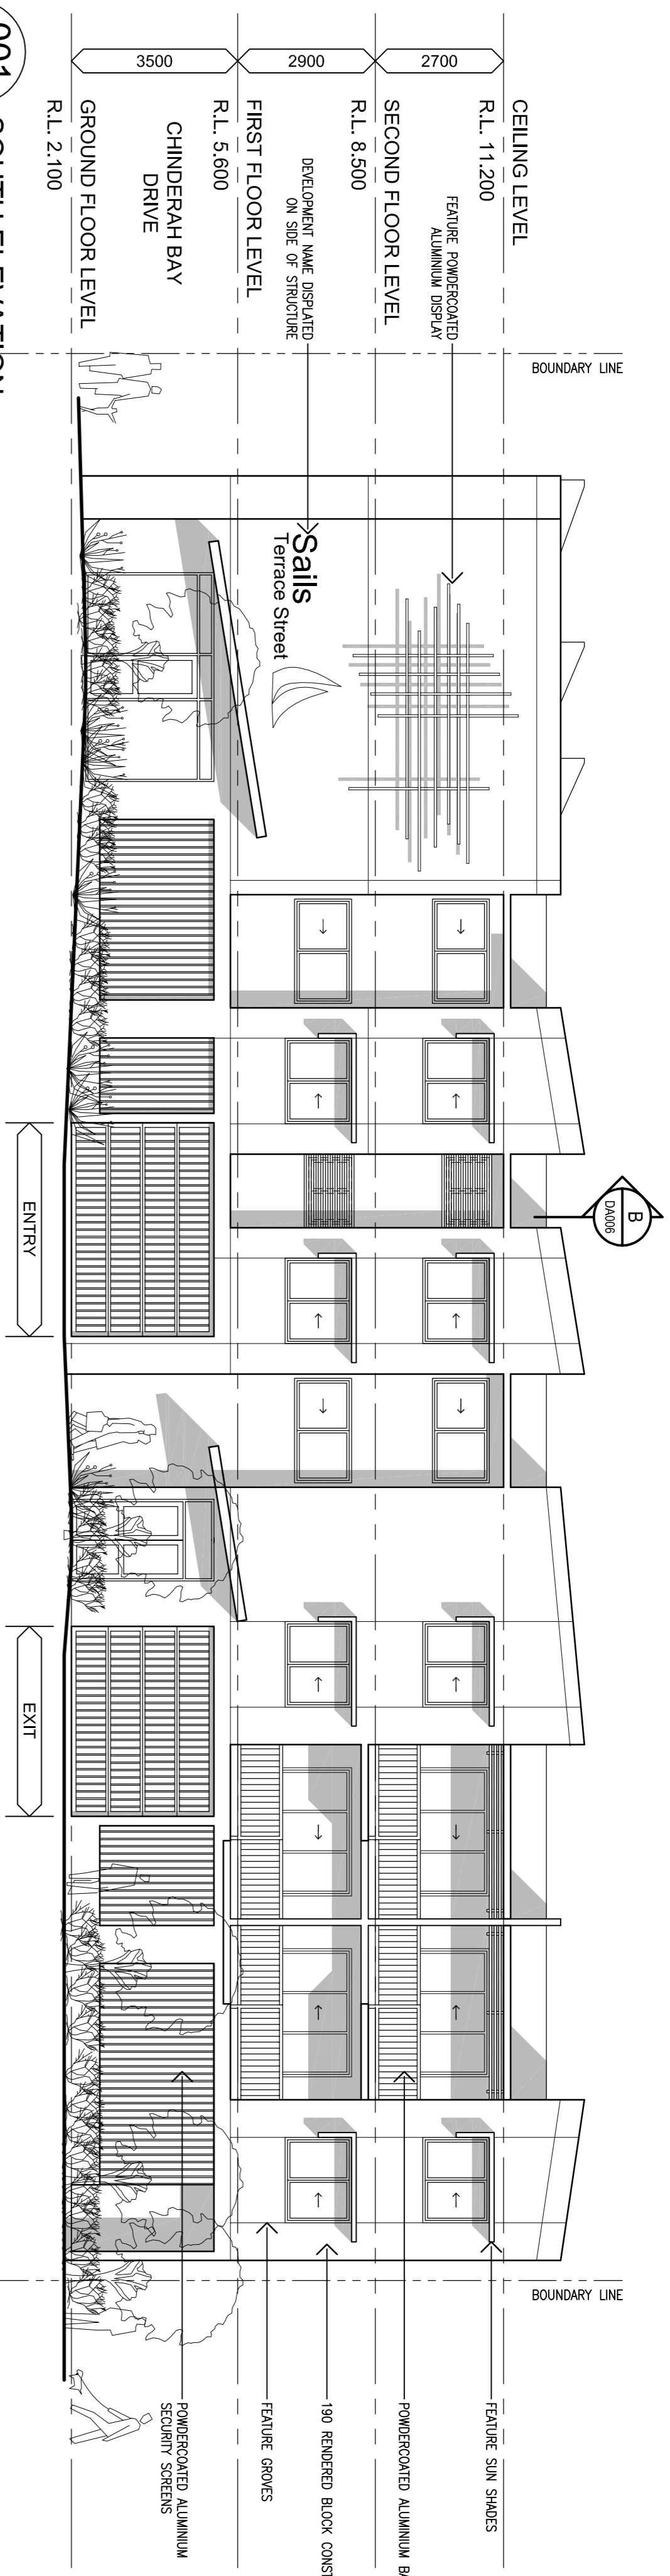 CEILING LEVEL
R.L. 11.200
2700
SECOND FLOOR LEVEL
R.L. 8.500
2900
FIRST FLOOR LEVEL
R.L. 5.600
CHINDERAH BAY
DRIVE
3500
GROUND FLOOR LEVEL
R.L. 2.100
FEATURE POWDERCOATED
ALUMINIUM DISPLAY
DEVELOPMENT NAME DISPLATED
ON SIDE OF STRUCTURE
BOUNDARY LINE
Sails
Terrace Street
B
DA006
ENTRY
EXIT
BOUNDARY LINE
FEATURE SUN SHADES
POWDERCOATED ALUMINIUM
190 RENDERED BLOCK
FEATURE GROVES
POWDERCOATED ALUMINIUM
SECURITY SCREENS
001
SOUTH ELEVATION